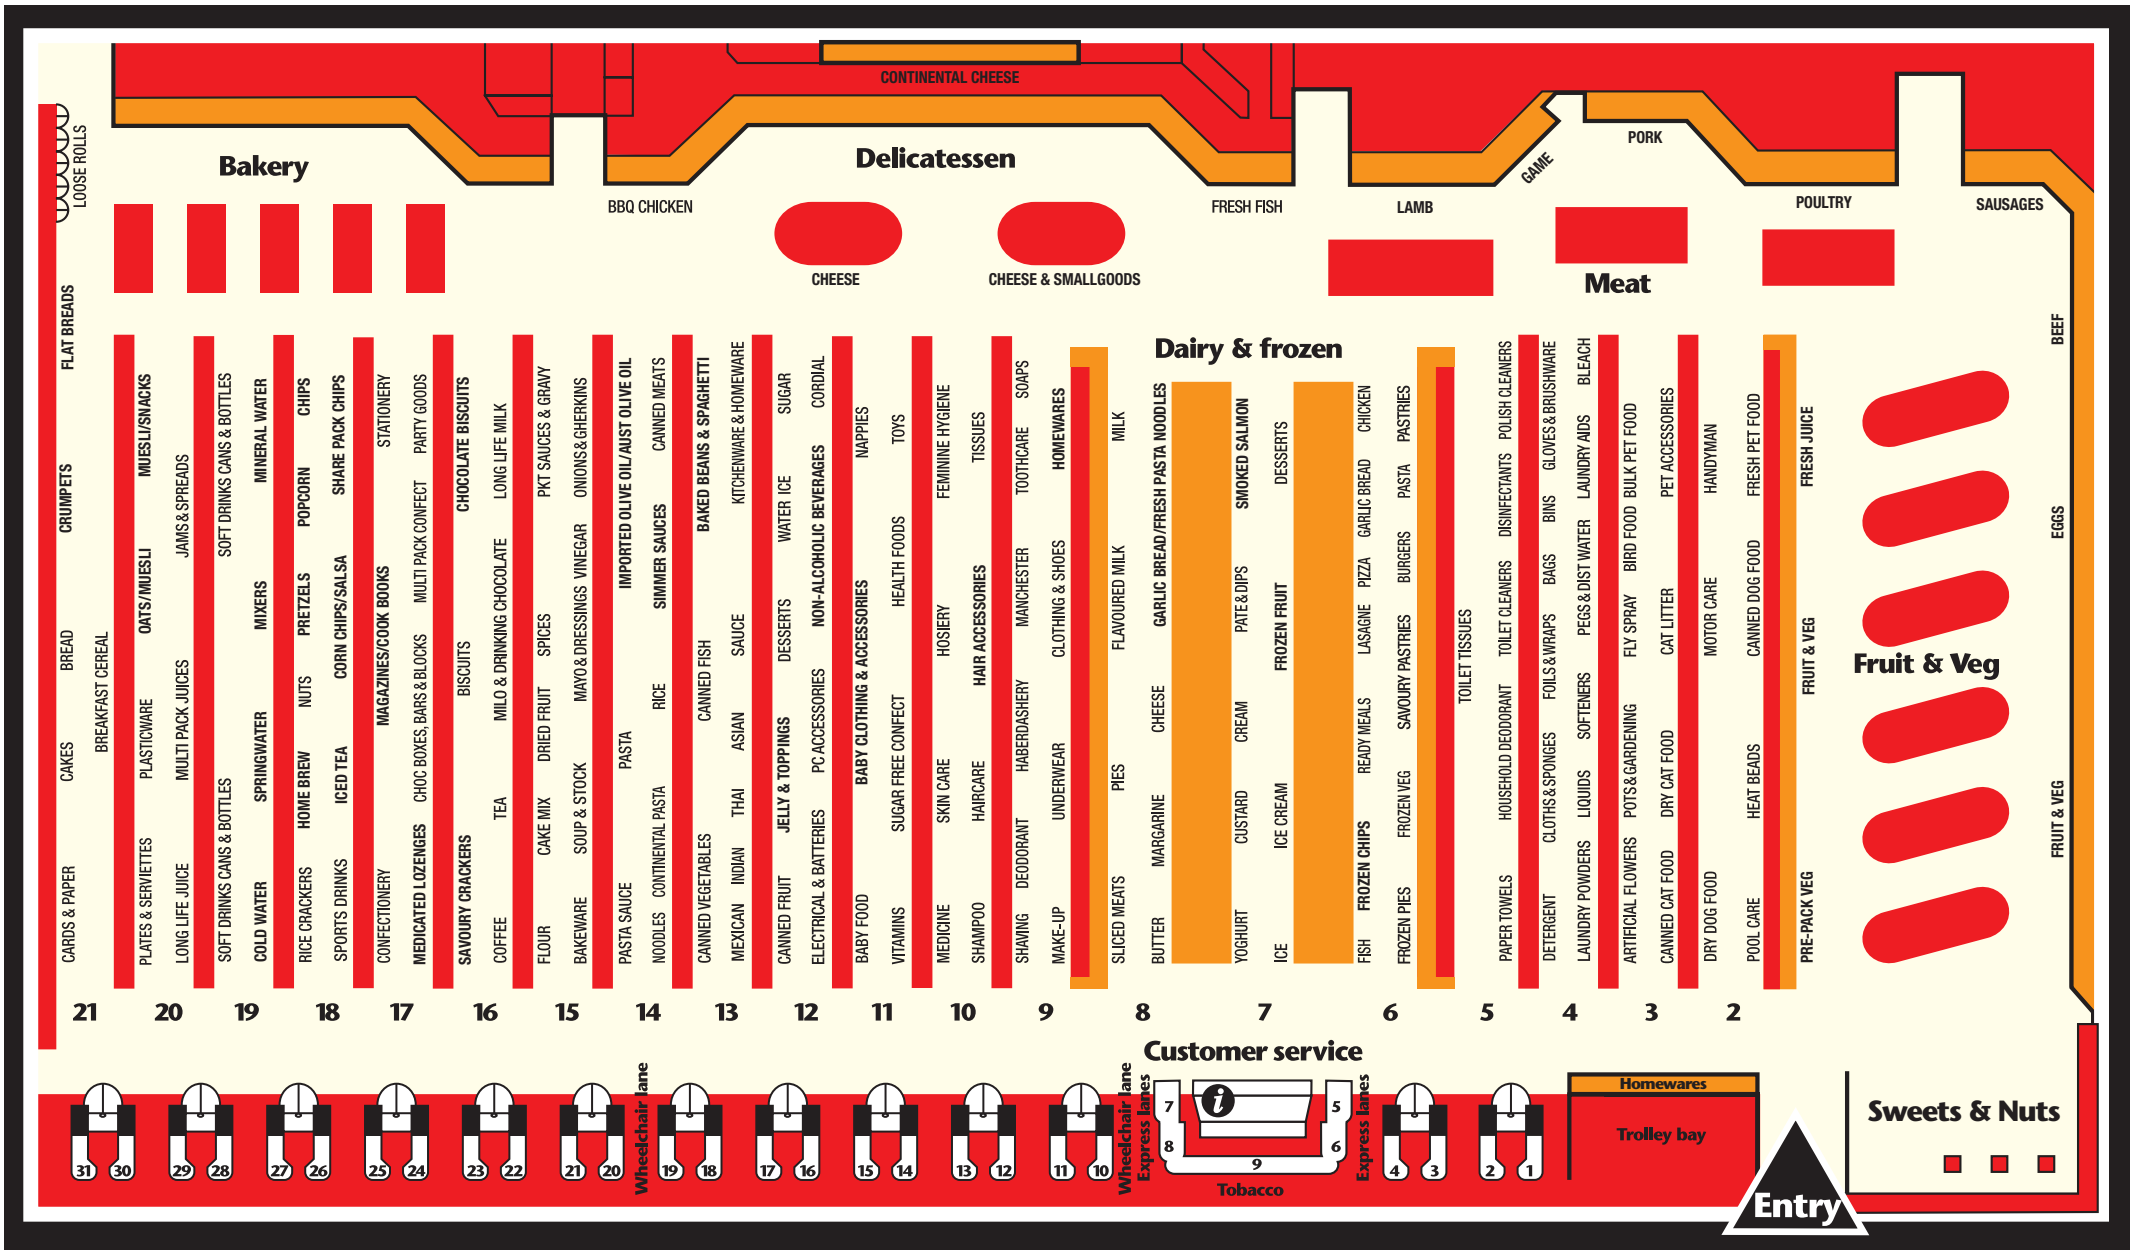 CONTINENTAL CHEESE
LOOSE ROLLS
Bakery
Delicatessen
BBQ CHICKEN
CHEESE
CHEESE & SMALLGOODS
FRESH FISH
LAMB
GAME
PORK
POULTRY
SAUSAGES
Meat
Dairy & frozen
FLAT BREADS
CRUMPETS
BREAD
CAKES
CARDS & PAPER
BREAKFAST CEREAL
MUESLI/SNACKS
OATS/MUESLI
PLASTICWARE
PLATES & SERVIETTES
JAMS & SPREADS
MULTI PACK JUICES
LONG LIFE JUICE
SOFT DRINKS CANS & BOTTLES
SOFT DRINKS CANS & BOTTLES
MINERAL WATER
MIXERS
SPRINGWATER
COLD WATER
CHIPS
POPCORN
PRETZELS
NUTS
HOME BREW
RICE CRACKERS
SHARE PACK CHIPS
CORN CHIPS/SALSA
ICED TEA
SPORTS DRINKS
STATIONERY
MAGAZINES/COOK BOOKS
CONFECTIONERY
PARTY GOODS
MULTI PACK CONFECT
CHOC BOXES, BARS & BLOCKS
MEDICATED LOZENGES
CHOCOLATE BISCUITS
BISCUITS
SAVOURY CRACKERS
LONG LIFE MILK
MILO & DRINKING CHOCOLATE
TEA
COFFEE
PKT SAUCES & GRAVY
SPICES
DRIED FRUIT
CAKE MIX
FLOUR
ONIONS & GHERKINS
VINEGAR
MAYO & DRESSINGS
SOUP & STOCK
BAKEWARE
IMPORTED OLIVE OIL/AUST OLIVE OIL
PASTA
PASTA SAUCE
CANNED MEATS
SIMMER SAUCES
RICE
CONTINENTAL PASTA
NOODLES
BAKED BEANS & SPAGHETTI
CANNED FISH
CANNED VEGETABLES
KITCHENWARE & HOMEWARE
SAUCE
ASIAN
THAI
INDIAN
MEXICAN
SUGAR
WATER ICE
DESSERTS
JELLY & TOPPINGS
CANNED FRUIT
CORDIAL
NON-ALCOHOLIC BEVERAGES
PC ACCESSORIES
ELECTRICAL & BATTERIES
NAPPIES
BABY CLOTHING & ACCESSORIES
BABY FOOD
TOYS
HEALTH FOODS
SUGAR FREE CONFECT
VITAMINS
FEMININE HYGIENE
HOSIERY
SKIN CARE
MEDICINE
TISSUES
HAIR ACCESSORIES
HAIRCARE
SHAMPOO
SOAPS
TOOTHCARE
MANCHESTER
HABERDASHERY
DEODORANT
SHAVING
HOMEWARES
CLOTHING & SHOES
UNDERWEAR
MAKE-UP
MILK
FLAVOURED MILK
PIES
SLICED MEATS
GARLIC BREAD/FRESH PASTA NOODLES
CHEESE
MARGARINE
BUTTER
SMOKED SALMON
PATE & DIPS
CREAM
CUSTARD
YOGHURT
DESSERTS
FROZEN FRUIT
ICE CREAM
ICE
CHICKEN
GARLIC BREAD
PIZZA
LASAGNE
READY MEALS
FROZEN CHIPS
FISH
PASTRIES
PASTA
BURGERS
SAVOURY PASTRIES
FROZEN VEG
FROZEN PIES
TOILET TISSUES
POLISH CLEANERS
DISINFECTANTS
TOILET CLEANERS
HOUSEHOLD DEODORANT
PAPER TOWELS
GLOVES & BRUSHWARE
BINS
BAGS
FOILS & WRAPS
CLOTHS & SPONGES
DETERGENT
BLEACH
LAUNDRY AIDS
PEGS & DIST WATER
SOFTENERS
LIQUIDS
LAUNDRY POWDERS
BULK PET FOOD
BIRD FOOD
FLY SPRAY
POTS & GARDENING
ARTIFICIAL FLOWERS
PET ACCESSORIES
CAT LITTER
DRY CAT FOOD
CANNED CAT FOOD
HANDYMAN
MOTOR CARE
DRY DOG FOOD
FRESH PET FOOD
CANNED DOG FOOD
HEAT BEADS
POOL CARE
FRESH JUICE
FRUIT & VEG
PRE-PACK VEG
Fruit & Veg
BEEF
EGGS
FRUIT & VEG
21 20 19 18 17 16 15 14 13 12 11 10 9 8 7 6 5 4 3 2
Customer service
31 30 29 28 27 26 25 24 23 22 21 20
Wheelchair lane
19 18 17 16 15 14 13 12 11 10
Wheelchair lane
Express lanes
7
8
i
5
6
9
Tobacco
Express lanes
4 3 2 1
Homewares
Trolley bay
Entry
Sweets & Nuts